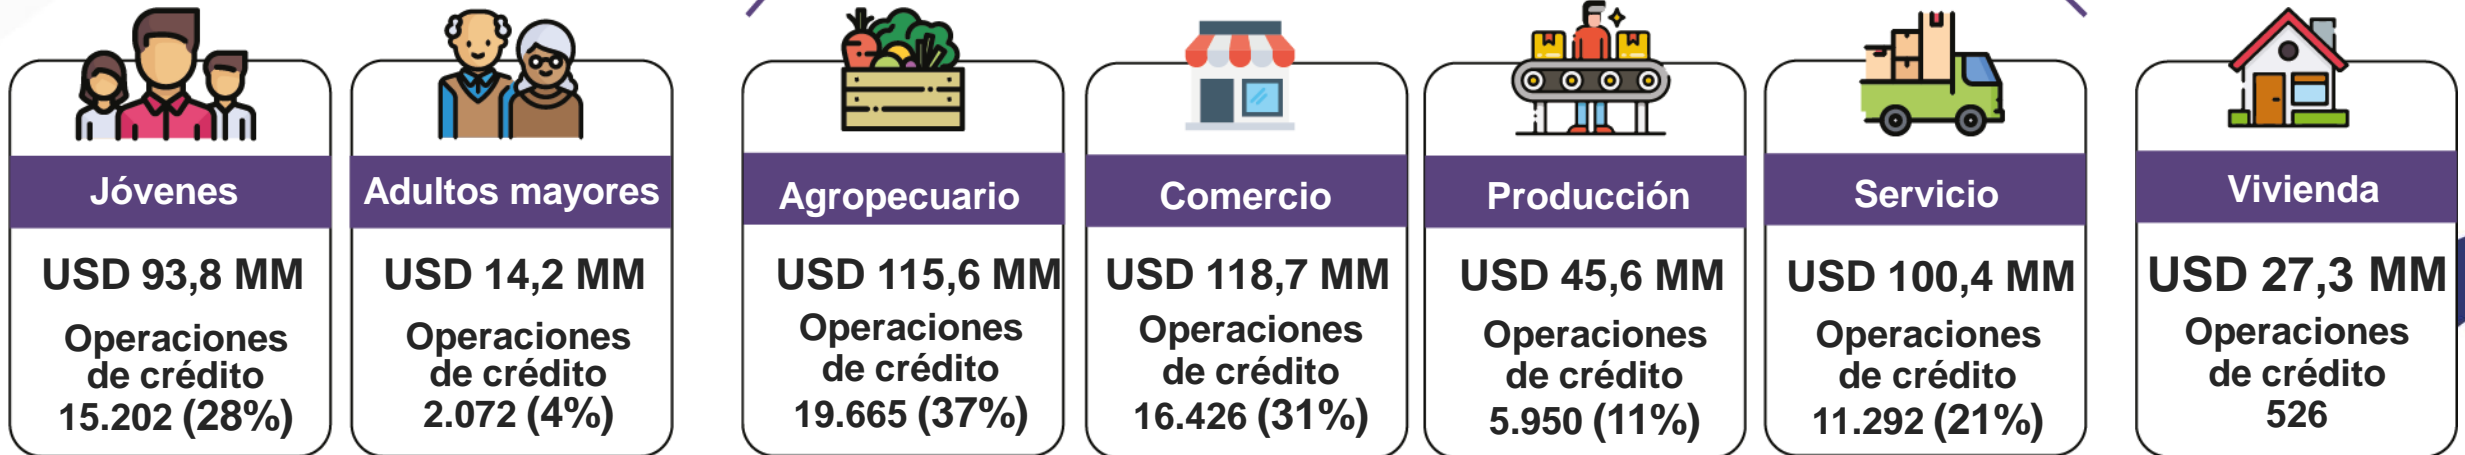 Jóvenes
USD 93,8 MM
Operaciones
de crédito
15.202 (28%)
Adultos mayores
USD 14,2 MM
Operaciones
de crédito
2.072 (4%)
Agropecuario
USD 115,6 MM
Operaciones
de crédito
19.665 (37%)
Comercio
USD 118,7 MM
Operaciones
de crédito
16.426 (31%)
Producción
USD 45,6 MM
Operaciones
de crédito
5.950 (11%)
Servicio
USD 100,4 MM
Operaciones
de crédito
11.292 (21%)
Vivienda
USD 27,3 MM
Operaciones
de crédito
526